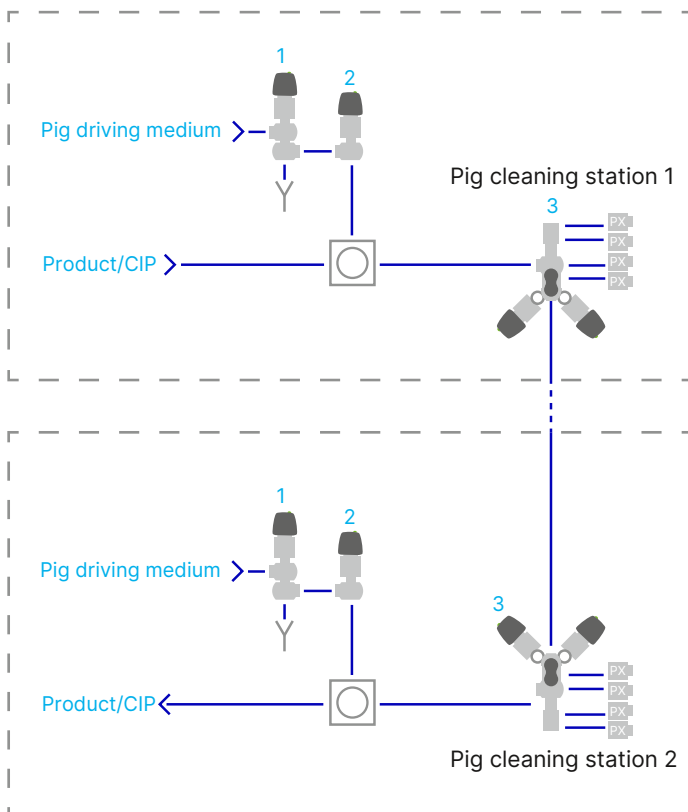 1
2
Pig driving medium
Pig cleaning station 1
3
PX
PX
Product/CIP
PX
PX
1
2
Pig driving medium
3
PX
PX
Product/CIP
PX
PX
Pig cleaning station 2